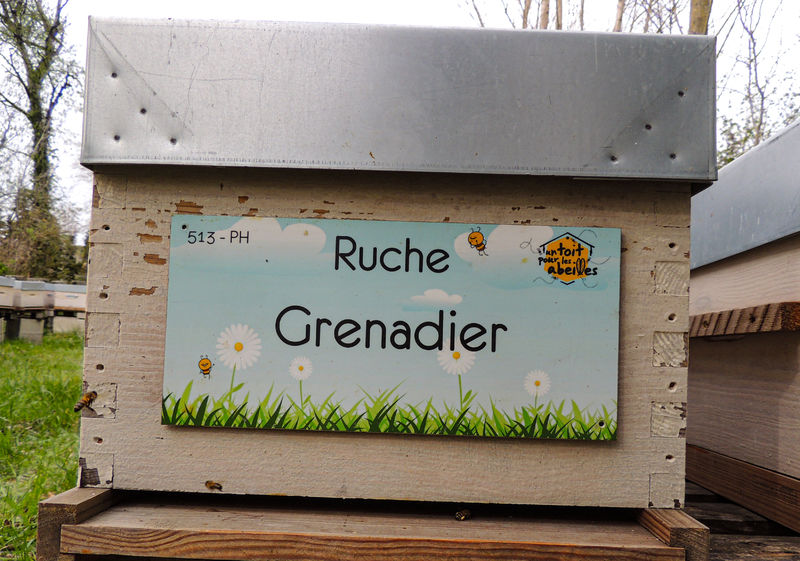 513 - PH
Ruche
Grenadier
un toit
pour les
abeilles